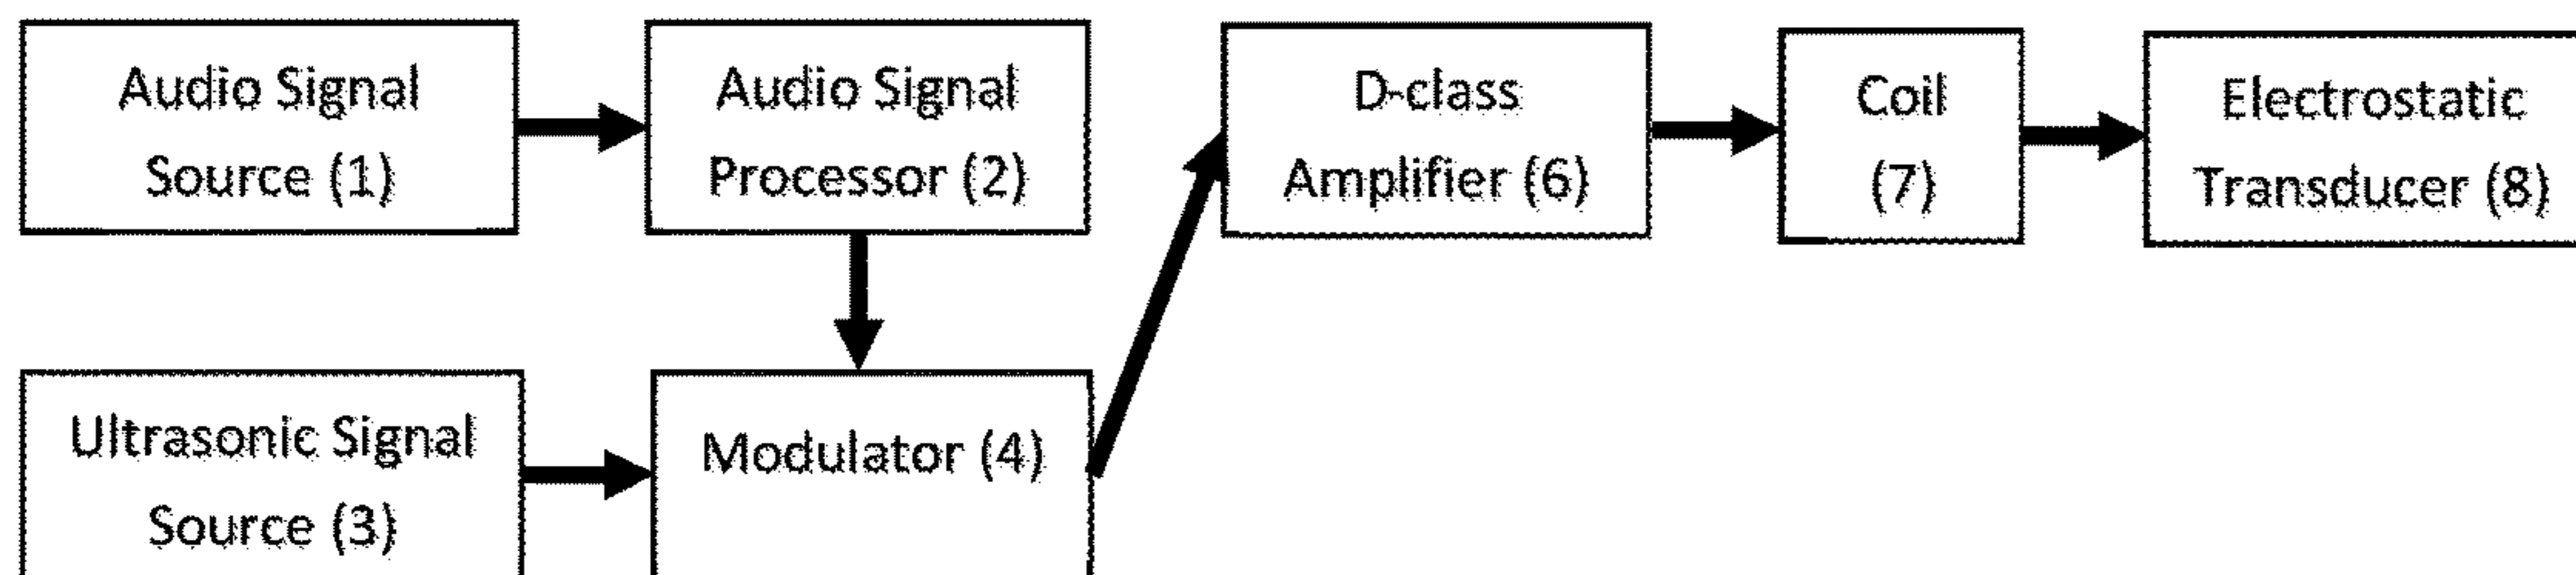 Audio Signal
Source (1)
Audio Signal
Processor (2)
D-class
Amplifier (6)
Coil
(7)
Electrostatic
Transducer (8)
Ultrasonic Signal
Source (3)
Modulator (4)